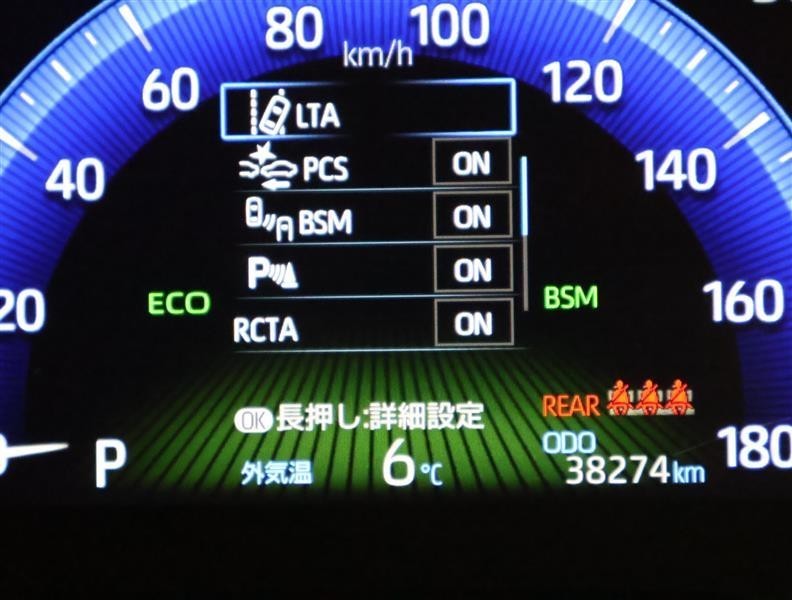 80 100
km/h
60 120
LTA
40 140
PCS ON
BSM ON
P ON
20 ECO BSM 160
RCTA ON
REAR
OK 長押し:詳細設定
ODO
P 180
外気温 6℃ 38274km